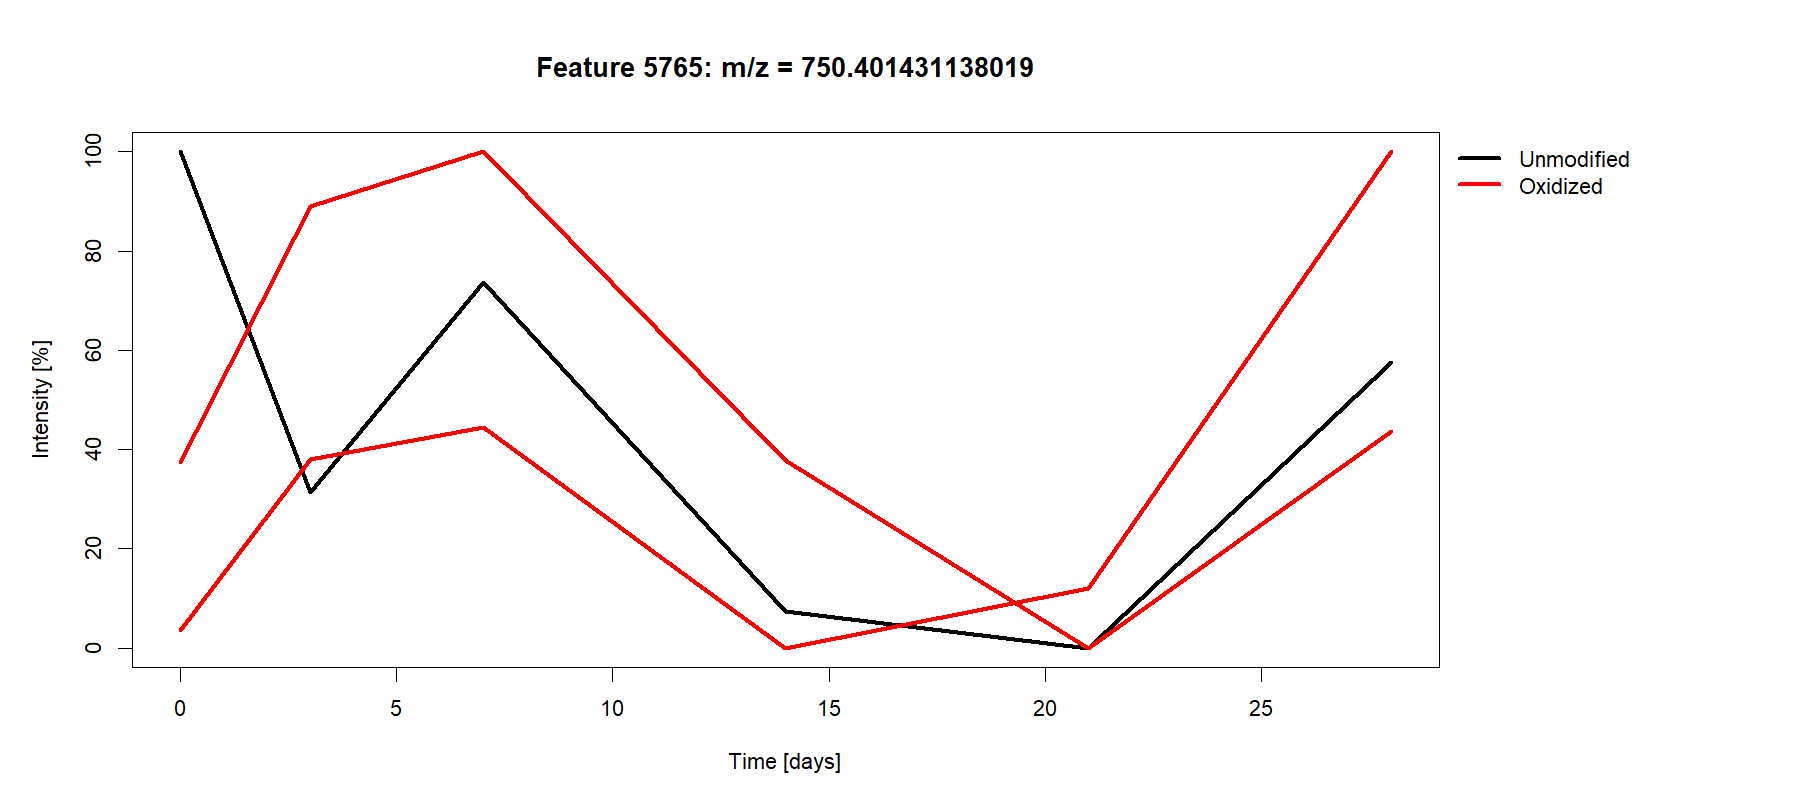 Feature 5765: m/z = 750.401431138019
100
80
60
40
20
0
Intensity [%]
0 5 10 15 20 25
Time [days]
Unmodified
Oxidized